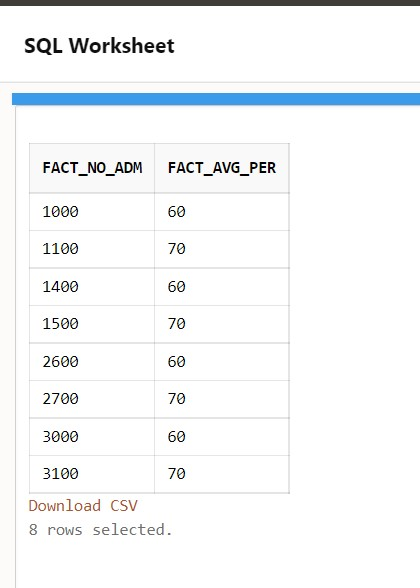 SQL Worksheet
FACT_NO_ADM FACT_AVG_PER
1000 60
1100 70
1400 60
1500 70
2600 60
2700 70
3000 60
3100 70
Download CSV
8 rows selected.